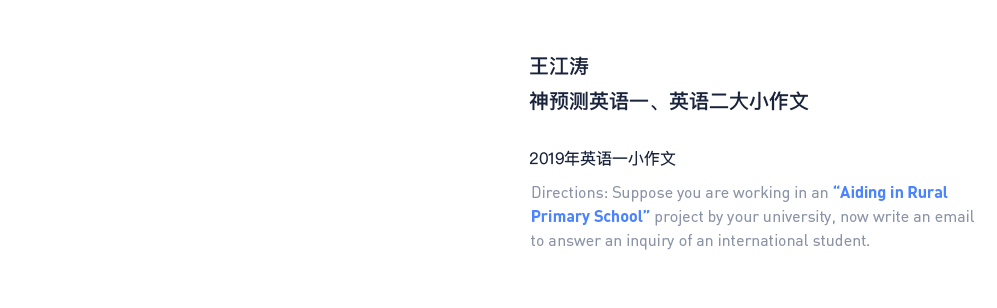 王江涛
神预测英语一、英语二大小作文
2019年英语一小作文
Directions: Suppose you are working in an “Aiding in Rural
Primary School” project by your university, now write an email
to answer an inquiry of an international student.